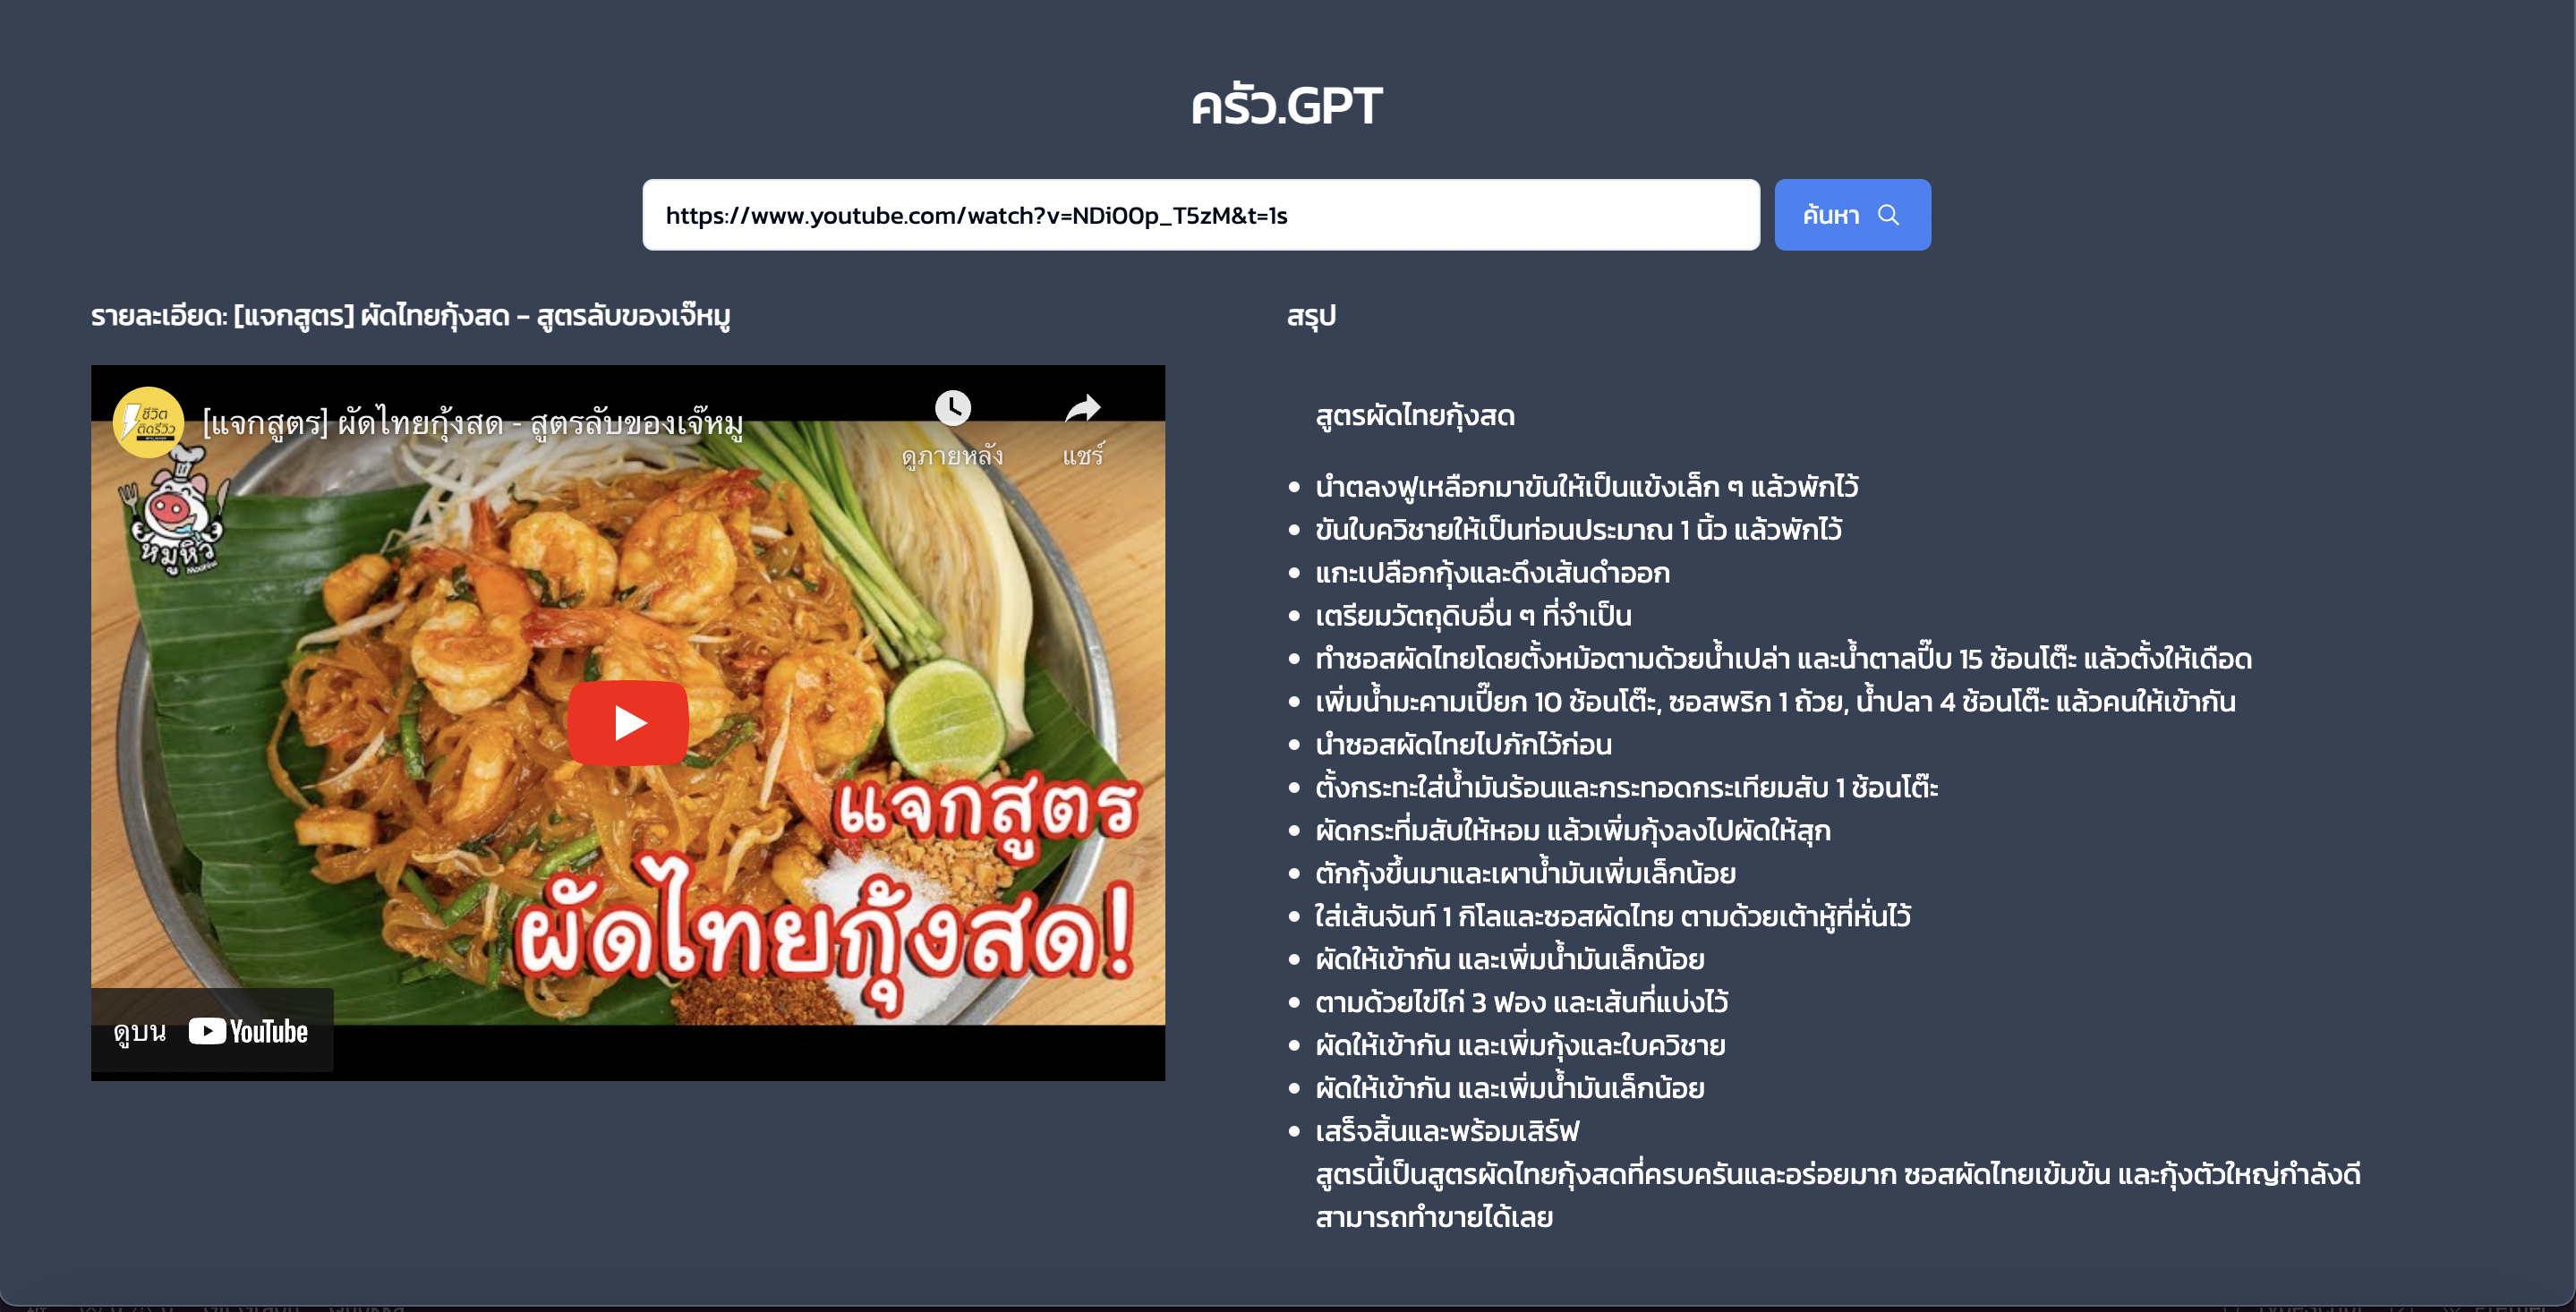 ครัว.GPT
https://www.youtube.com/watch?v=NDi00p_T5zM&t=1s
ค้นหา
รายละเอียด: [แจกสูตร] ผัดไทยกุ้งสด - สูตรลับของเจ๊หมู
ชีวิต
ติดรีวิว
[แจกสูตร] ผัดไทยกุ้งสด - สูตรลับของเจ๊หมู
ดูภายหลัง
แชร์
หมูหิว
แจกสูตร
ผัดไทยกุ้งสด!
ดูบน YouTube
สรุป
สูตรผัดไทยกุ้งสด
นำตลงฟูเหลือกมาขันให้เป็นแข้งเล็ก ๆ แล้วพักไว้
ขันใบควิชายให้เป็นท่อนประมาณ 1 นิ้ว แล้วพักไว้
แกะเปลือกกุ้งและดึงเส้นดำออก
เตรียมวัตถุดิบอื่น ๆ ที่จำเป็น
ทำซอสผัดไทยโดยตั้งหม้อตามด้วยน้ำเปล่า และน้ำตาลปี๊บ 15 ช้อนโต๊ะ แล้วตั้งให้เดือด
เพิ่มน้ำมะคามเปี๊ยก 10 ช้อนโต๊ะ, ซอสพริก 1 ถ้วย, น้ำปลา 4 ช้อนโต๊ะ แล้วคนให้เข้ากัน
นำซอสผัดไทยไปภักไว้ก่อน
ตั้งกระทะใส่น้ำมันร้อนและกระทอดกระเทียมสับ 1 ช้อนโต๊ะ
ผัดกระที่มสับให้หอม แล้วเพิ่มกุ้งลงไปผัดให้สุก
ตักกุ้งขึ้นมาและเผาน้ำมันเพิ่มเล็กน้อย
ใส่เส้นจันท์ 1 กิโลและซอสผัดไทย ตามด้วยเต้าหู้ที่หั่นไว้
ผัดให้เข้ากัน และเพิ่มน้ำมันเล็กน้อย
ตามด้วยไข่ไก่ 3 ฟอง และเส้นที่แบ่งไว้
ผัดให้เข้ากัน และเพิ่มกุ้งและใบควิชาย
ผัดให้เข้ากัน และเพิ่มน้ำมันเล็กน้อย
เสร็จสิ้นและพร้อมเสิร์ฟ
สูตรนี้เป็นสูตรผัดไทยกุ้งสดที่ครบครันและอร่อยมาก ซอสผัดไทยเข้มข้น และกุ้งตัวใหญ่กำลังดี
สามารถทำขายได้เลย